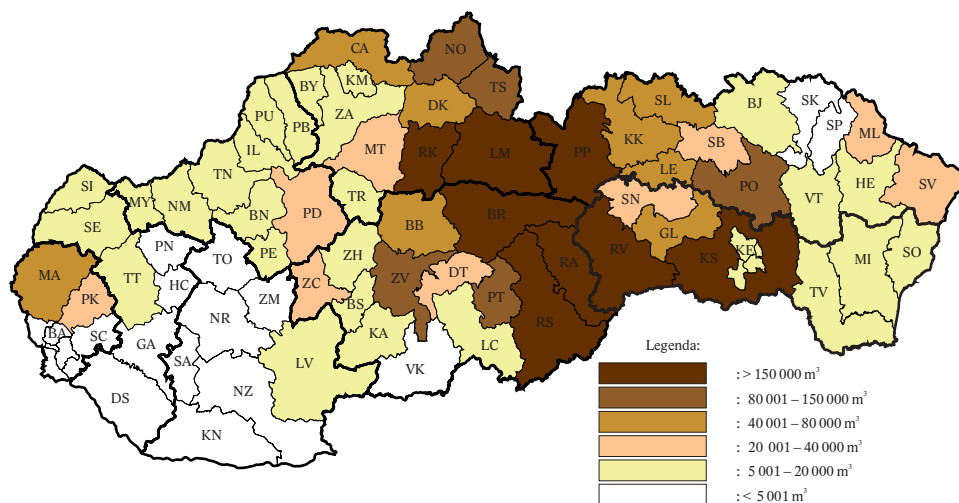 CA
NO
BY
KM
TS
PU
PB
ZA
DK
SL
BJ
SK
SP
ML
KK
SB
IL
MT
RK
LM
PP
LE
TN
SI
MY
NM
BN
PD
TR
SN
PO
VT
HE
SV
SE
BB
BR
GL
PN
PE
ZH
RV
KE
TO
MA
TT
HC
ZC
ZV
DT
RA
KS
SO
MI
PK
ZM
BS
PT
TV
BA
SC
GA
NR
KA
LC
RS
SA
LV
NZ
VK
DS
KN
Legenda:
: > 150 000 m³
: 80 001 – 150 000 m³
: 40 001 – 80 000 m³
: 20 001 – 40 000 m³
: 5 001 – 20 000 m³
: < 5 001 m³